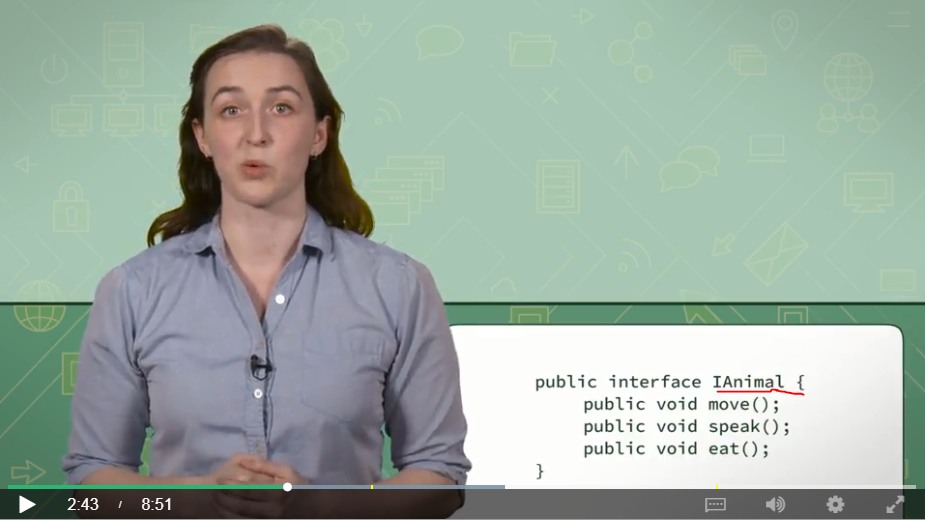 public interface IAnimal {
public void move();
public void speak();
public void eat();
}
2:43 / 8:51